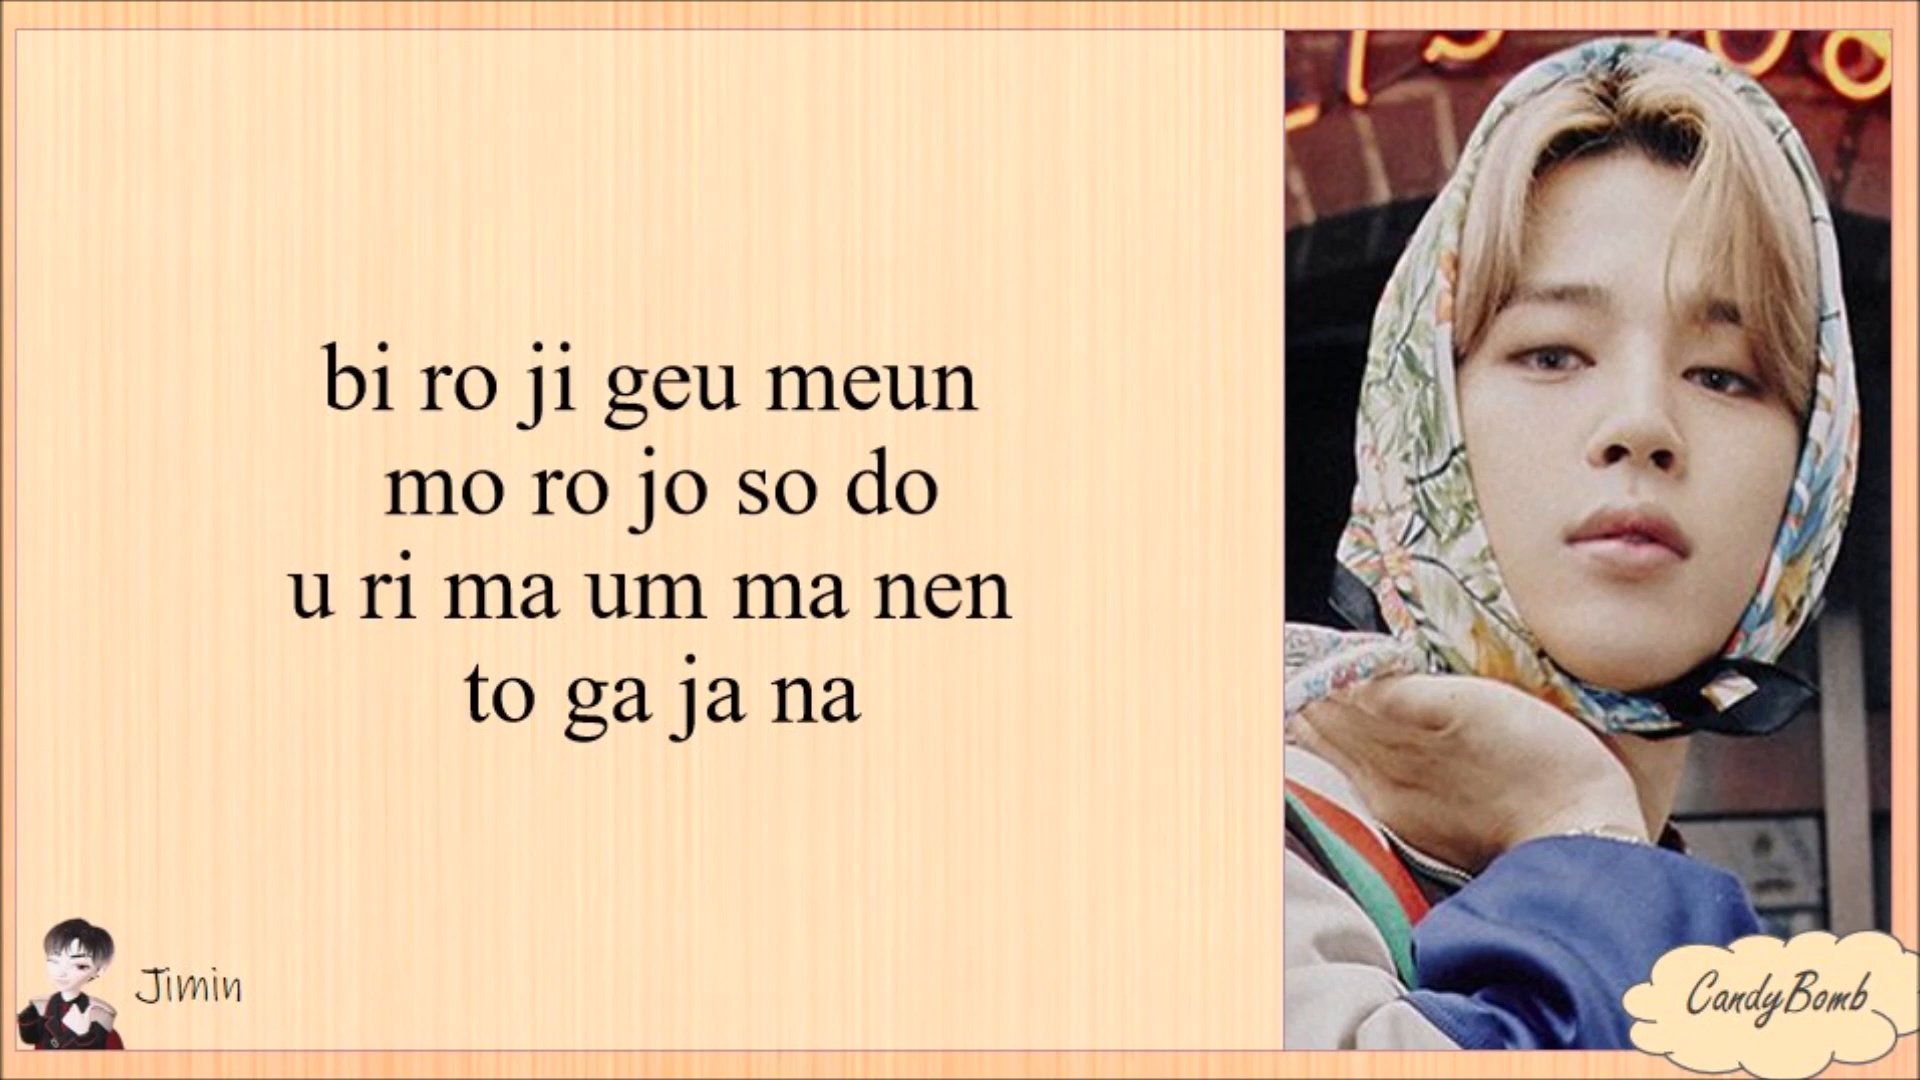 bi ro ji geu meun
mo ro jo so do
u ri ma um ma nen
to ga ja na
Jimin
CandyBomb